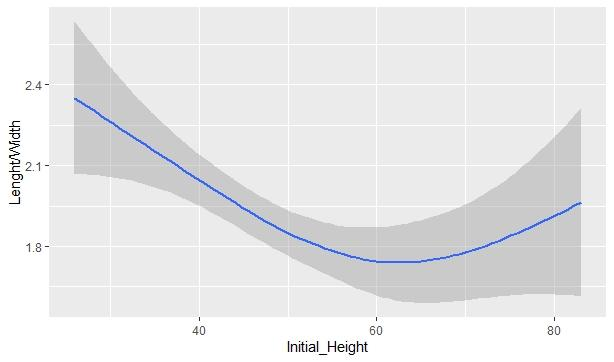 2.4
2.1
1.8
Lenght/Width
40 60 80
Initial_Height